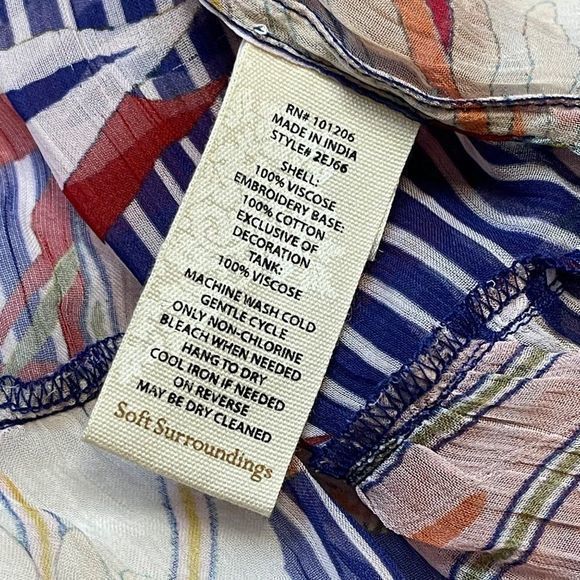 RN# 101206
MADE IN INDIA
STYLE# 2EJ66
SHELL:
100% VISCOSE
EMBROIDERY BASE:
100% COTTON
EXCLUSIVE OF
DECORATION
TANK:
100% VISCOSE
MACHINE WASH COLD
GENTLE CYCLE
ONLY NON-CHLORINE
BLEACH WHEN NEEDED
HANG TO DRY
COOL IRON IF NEEDED
ON REVERSE
MAY BE DRY CLEANED
Soft Surroundings